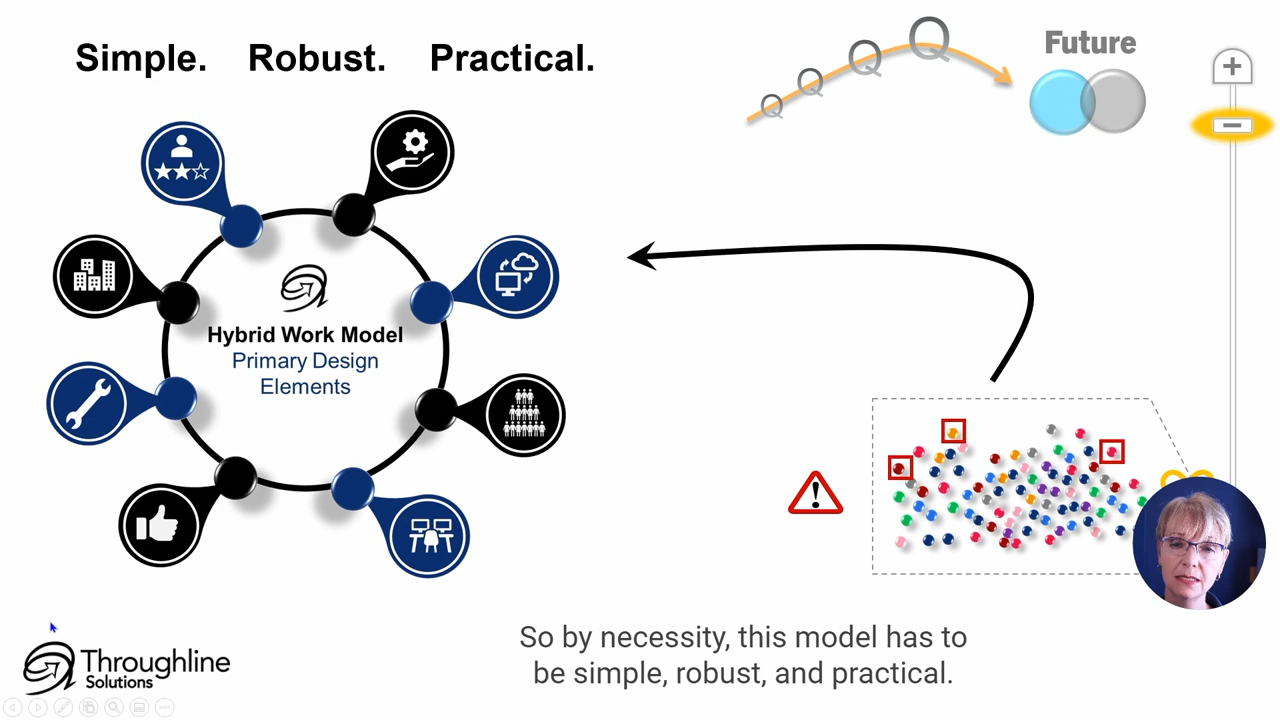 Simple. Robust. Practical.
Q Q Q Q
Future
Hybrid Work Model
Primary Design
Elements
So by necessity, this model has to
be simple, robust, and practical.
Throughline
Solutions